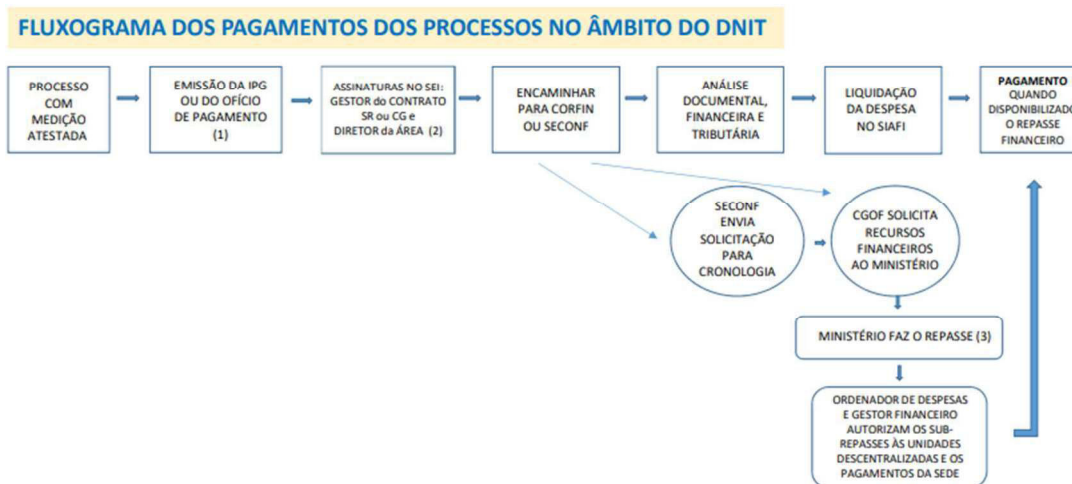 FLUXOGRAMA DOS PAGAMENTOS DOS PROCESSOS NO ÂMBITO DO DNIT
PROCESSO
COM
MEDIÇÃO
ATESTADA
EMISSÃO DA IPG
OU DO OFÍCIO
DE PAGAMENTO
(1)
ASSINATURAS NO SEI:
GESTOR do CONTRATO
SR ou CG e
DIRETOR da ÁREA (2)
ENCAMINHAR
PARA CORFIN
OU SECONF
ANÁLISE
DOCUMENTAL,
FINANCEIRA E
TRIBUTÁRIA
LIQUIDAÇÃO
DA DESPESA
NO SIAFI
PAGAMENTO
QUANDO
DISPONIBILIZADO
O REPASSE
FINANCEIRO
SECONF
ENVIA
SOLICITAÇÃO
PARA
CRONOLOGIA
CGOF SOLICITA
RECURSOS
FINANCEIROS
AO MINISTÉRIO
MINISTÉRIO FAZ O REPASSE (3)
ORDENADOR DE DESPESAS
E GESTOR FINANCEIRO
AUTORIZAM OS SUB-
REPASSES ÀS UNIDADES
DESCENTRALIZADAS E OS
PAGAMENTOS DA SEDE